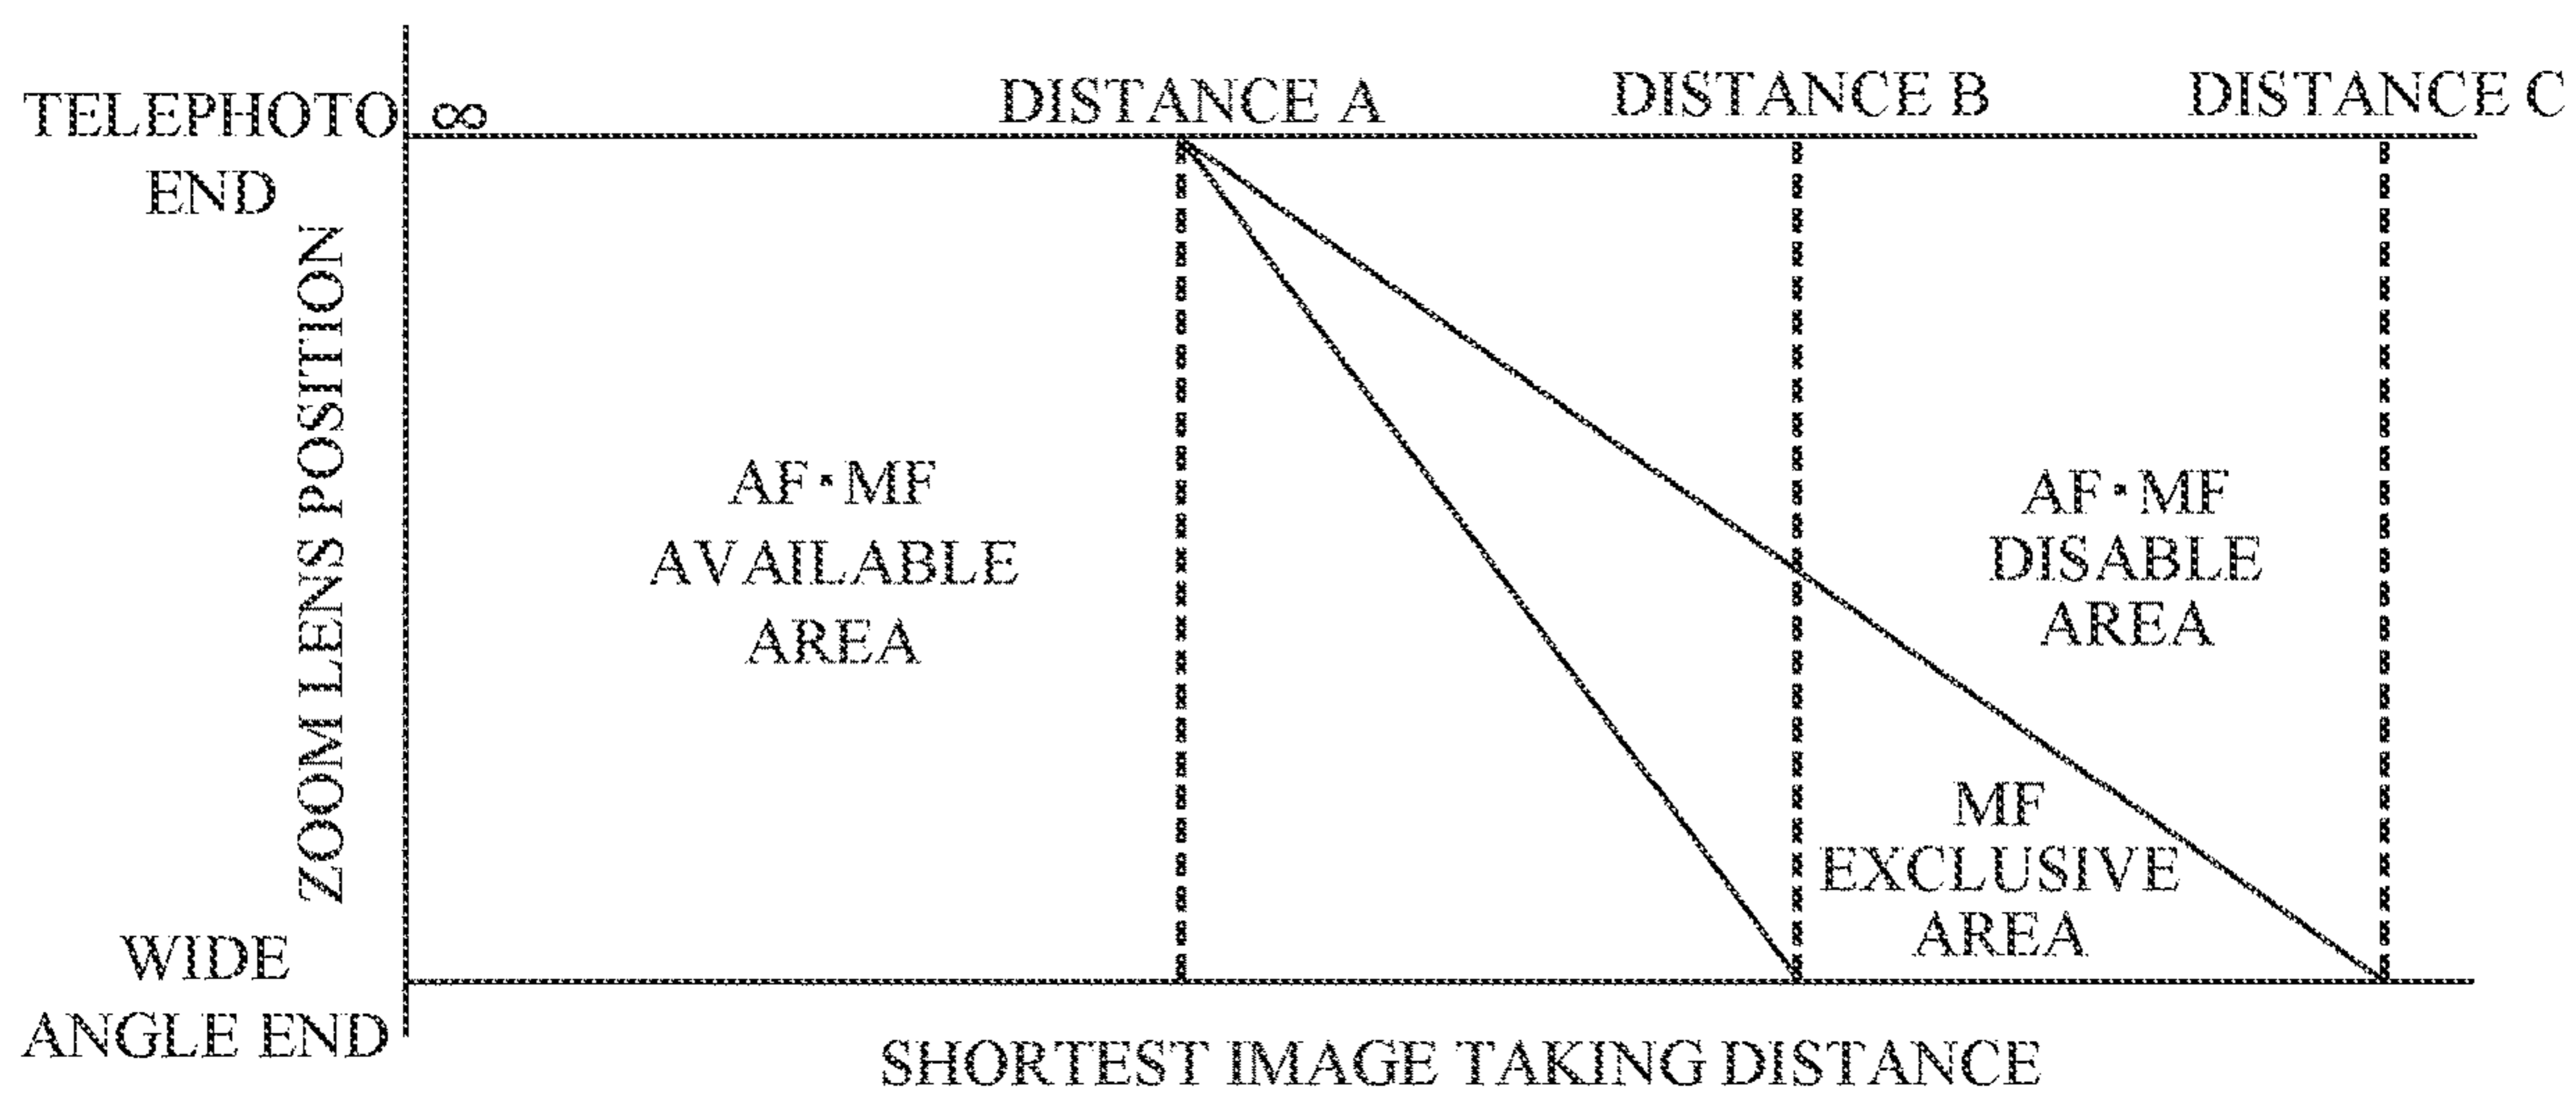 TELEPHOTO
END
∞
DISTANCE A
DISTANCE B
DISTANCE C
ZOOM LENS POSITION
AF・MF
AVAILABLE
AREA
AF・MF
DISABLE
AREA
MF
EXCLUSIVE
AREA
WIDE
ANGLE END
SHORTEST IMAGE TAKING DISTANCE